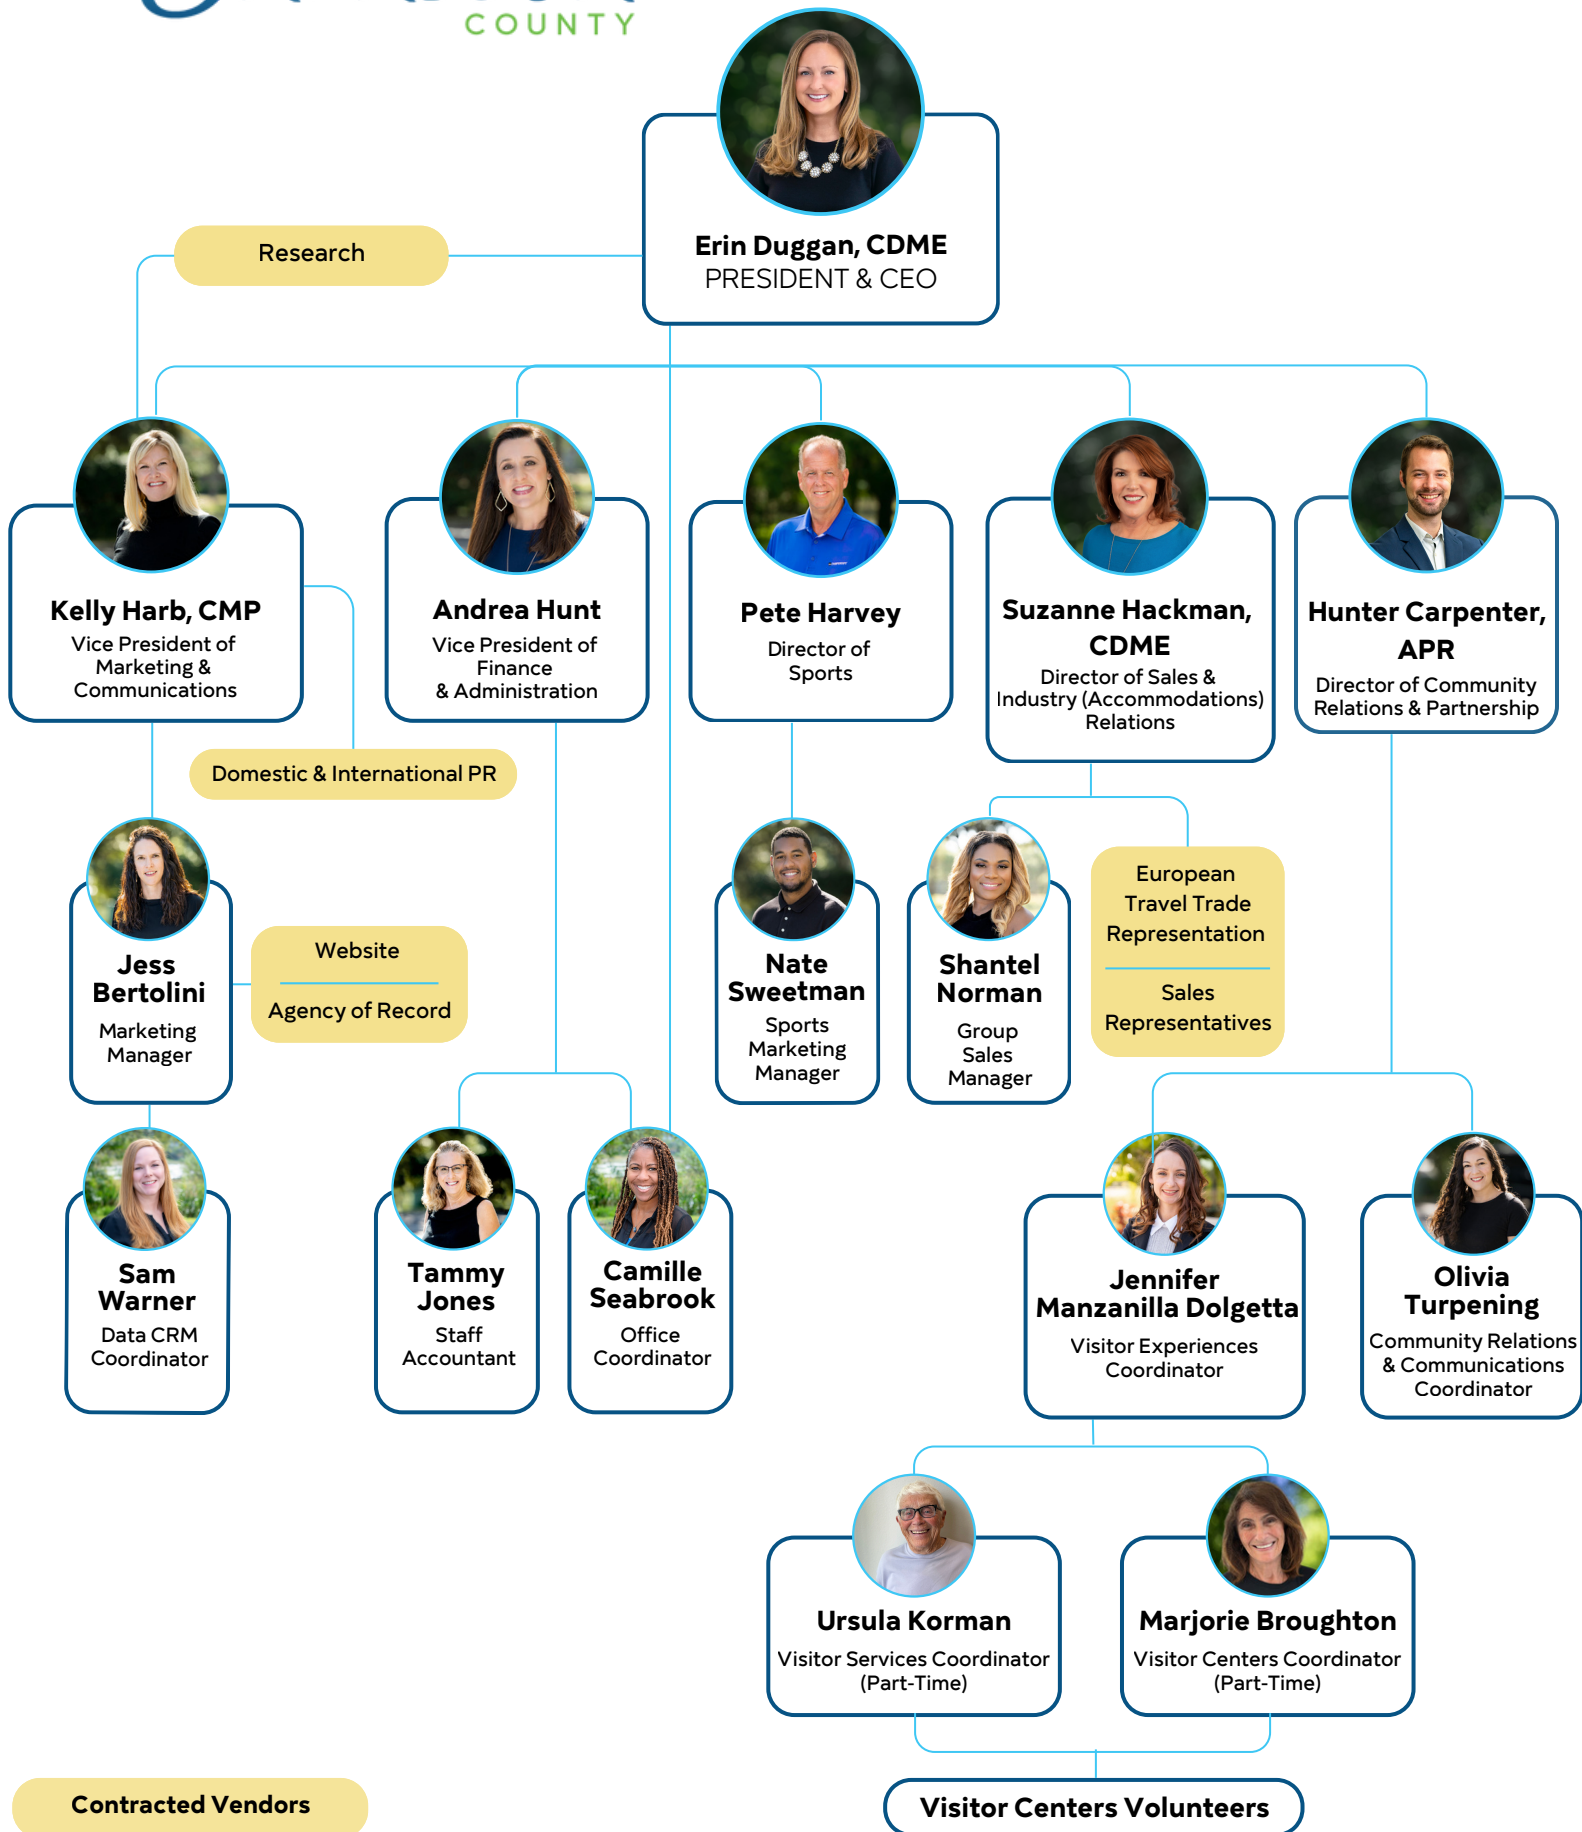 COUNTY
Erin Duggan, CDME
PRESIDENT & CEO
Research
Kelly Harb, CMP
Vice President of
Marketing &
Communications
Andrea Hunt
Vice President of
Finance
& Administration
Pete Harvey
Director of
Sports
Suzanne Hackman,
CDME
Director of Sales &
Industry (Accommodations)
Relations
Hunter Carpenter,
APR
Director of Community
Relations & Partnership
Domestic & International PR
Jess
Bertolini
Marketing
Manager
Website
Agency of Record
Nate
Sweetman
Sports
Marketing
Manager
Shantel
Norman
Group
Sales
Manager
European
Travel Trade
Representation
Sales
Representatives
Sam
Warner
Data CRM
Coordinator
Tammy
Jones
Staff
Accountant
Camille
Seabrook
Office
Coordinator
Jennifer
Manzanilla Dolgetta
Visitor Experiences
Coordinator
Olivia
Turpening
Community Relations
& Communications
Coordinator
Ursula Korman
Visitor Services Coordinator
(Part-Time)
Marjorie Broughton
Visitor Centers Coordinator
(Part-Time)
Contracted Vendors
Visitor Centers Volunteers